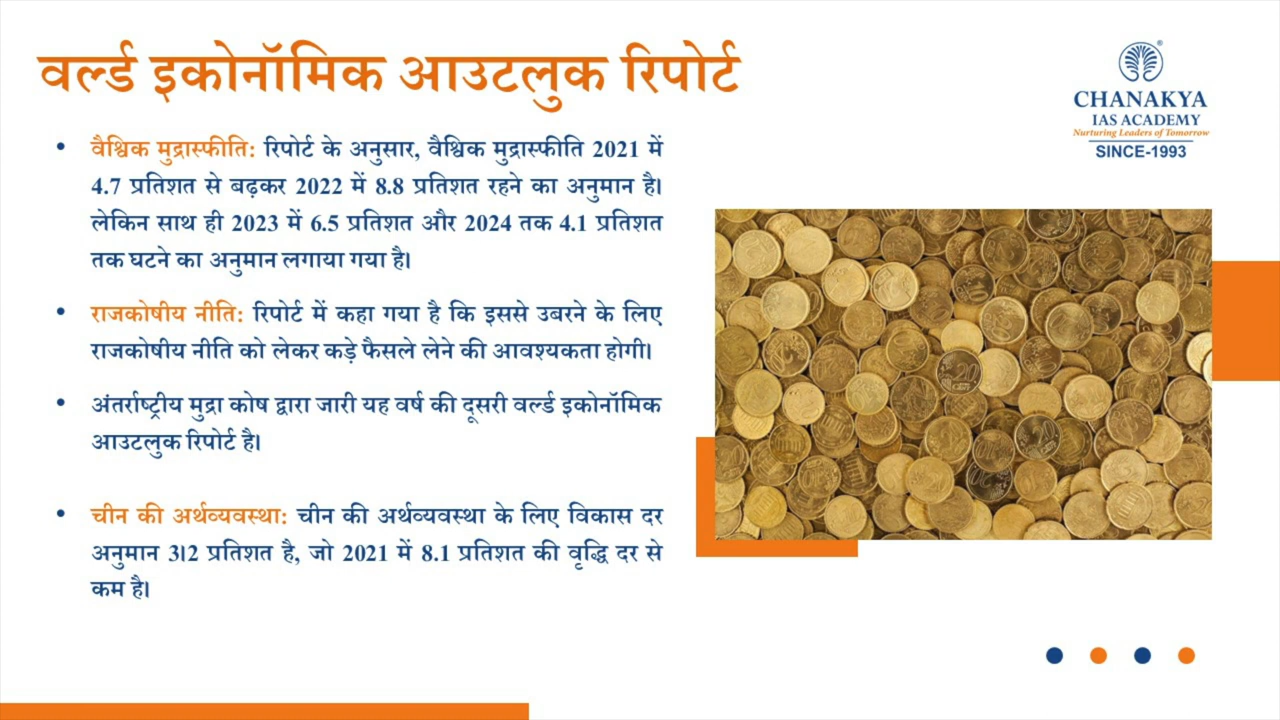 वर्ल्ड इकोनॉमिक आउटलुक रिपोर्ट
®
CHANAKYA
IAS ACADEMY
Nurturing Leaders of Tomorrow
SINCE-1993
• वैश्विक मुद्रास्फीति: रिपोर्ट के अनुसार, वैश्विक मुद्रास्फीति 2021 में
4.7 प्रतिशत से बढ़कर 2022 में 8.8 प्रतिशत रहने का अनुमान है।
लेकिन साथ ही 2023 में 6.5 प्रतिशत और 2024 तक 4.1 प्रतिशत
तक घटने का अनुमान लगाया गया है।
• राजकोषीय नीति: रिपोर्ट में कहा गया है कि इससे उबरने के लिए
राजकोषीय नीति को लेकर कड़े फैसले लेने की आवश्यकता होगी।
• अंतर्राष्ट्रीय मुद्रा कोष द्वारा जारी यह वर्ष की दूसरी वर्ल्ड इकोनॉमिक
आउटलुक रिपोर्ट है।
• चीन की अर्थव्यवस्था: चीन की अर्थव्यवस्था के लिए विकास दर
अनुमान 3।2 प्रतिशत है, जो 2021 में 8.1 प्रतिशत की वृद्धि दर से
कम है।